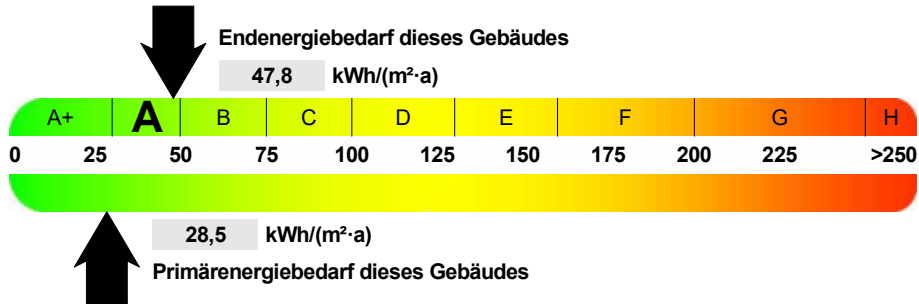 Endenergiebedarf dieses Gebäudes
47,8 kWh/(m²·a)
A+ A B C D E F G H
0 25 50 75 100 125 150 175 200 225 >250
28,5 kWh/(m²·a)
Primärenergiebedarf dieses Gebäudes